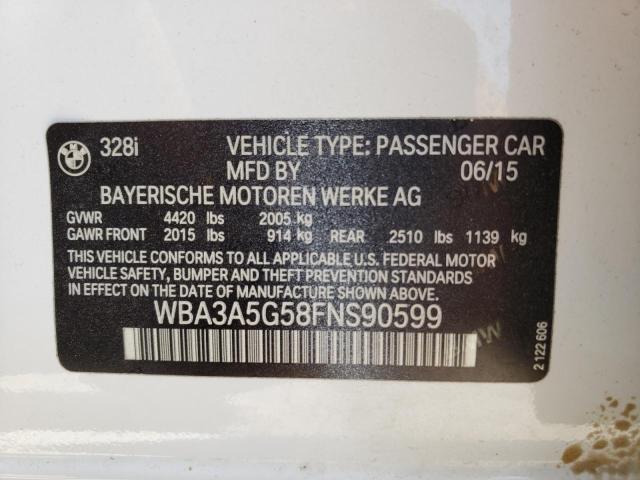 BMW 328i VEHICLE TYPE: PASSENGER CAR
MFD BY 06/15
BAYERISCHE MOTOREN WERKE AG
GVWR 4420 lbs 2005 kg
GAWR FRONT 2015 lbs 914 kg REAR 2510 lbs 1139 kg
THIS VEHICLE CONFORMS TO ALL APPLICABLE U.S. FEDERAL MOTOR
VEHICLE SAFETY, BUMPER AND THEFT PREVENTION STANDARDS
IN EFFECT ON THE DATE OF MANUFACTURE SHOWN ABOVE.
WBA3A5G58FNS90599
2 122 606